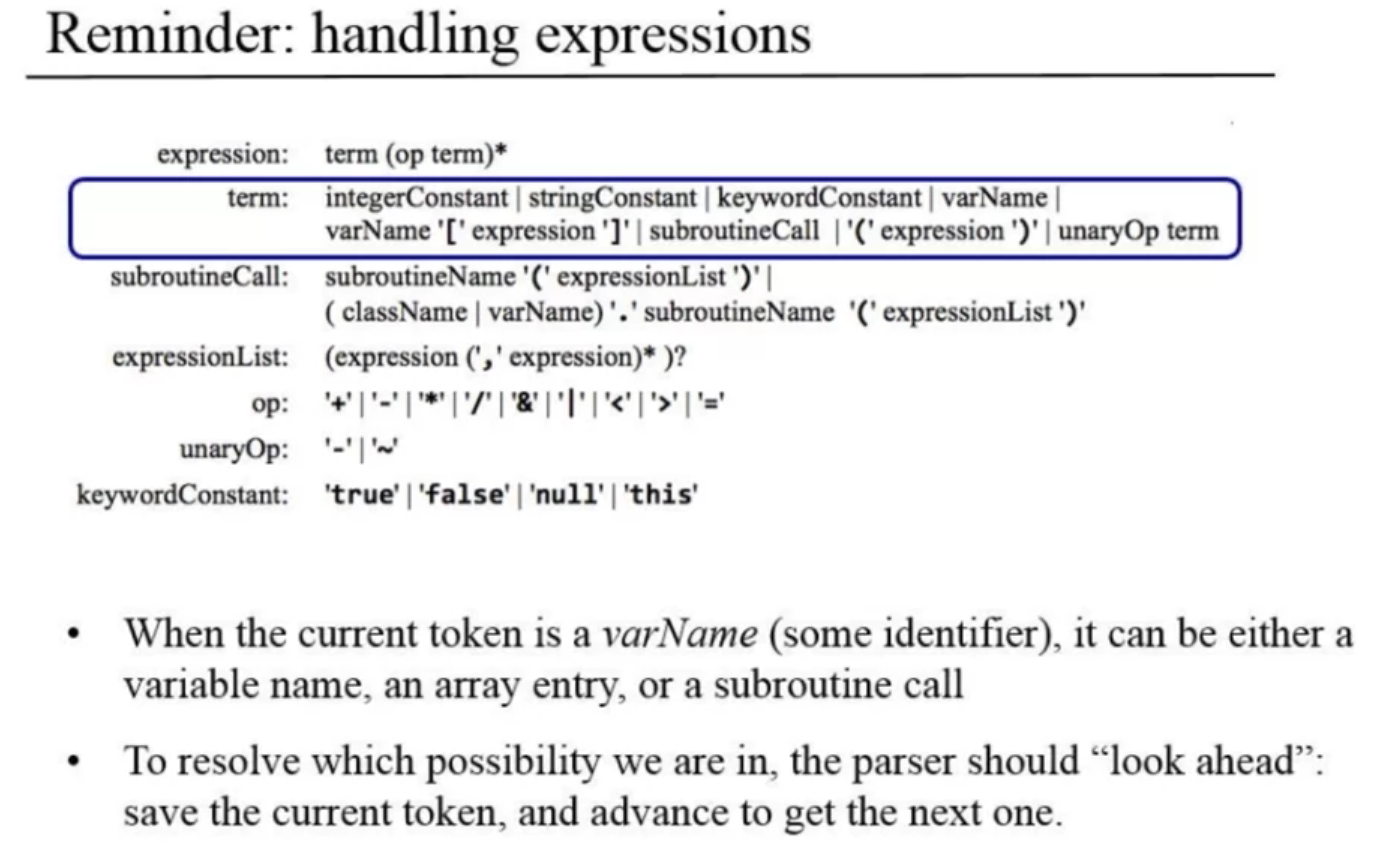 Reminder: handling expressions
expression: term (op term)*
term: integerConstant | stringConstant | keywordConstant | varName |
varName '[' expression ']' | subroutineCall | '(' expression ')' | unaryOp term
subroutineCall: subroutineName '(' expressionList ')' |
( className | varName) '.' subroutineName '(' expressionList ')'
expressionList: (expression (',' expression)* )?
op: '+' | '-' | '*' | '/' | '&' | '|' | '<' | '>' | '='
unaryOp: '-' | '~'
keywordConstant: 'true' | 'false' | 'null' | 'this'
• When the current token is a varName (some identifier), it can be either a
variable name, an array entry, or a subroutine call
• To resolve which possibility we are in, the parser should “look ahead”:
save the current token, and advance to get the next one.